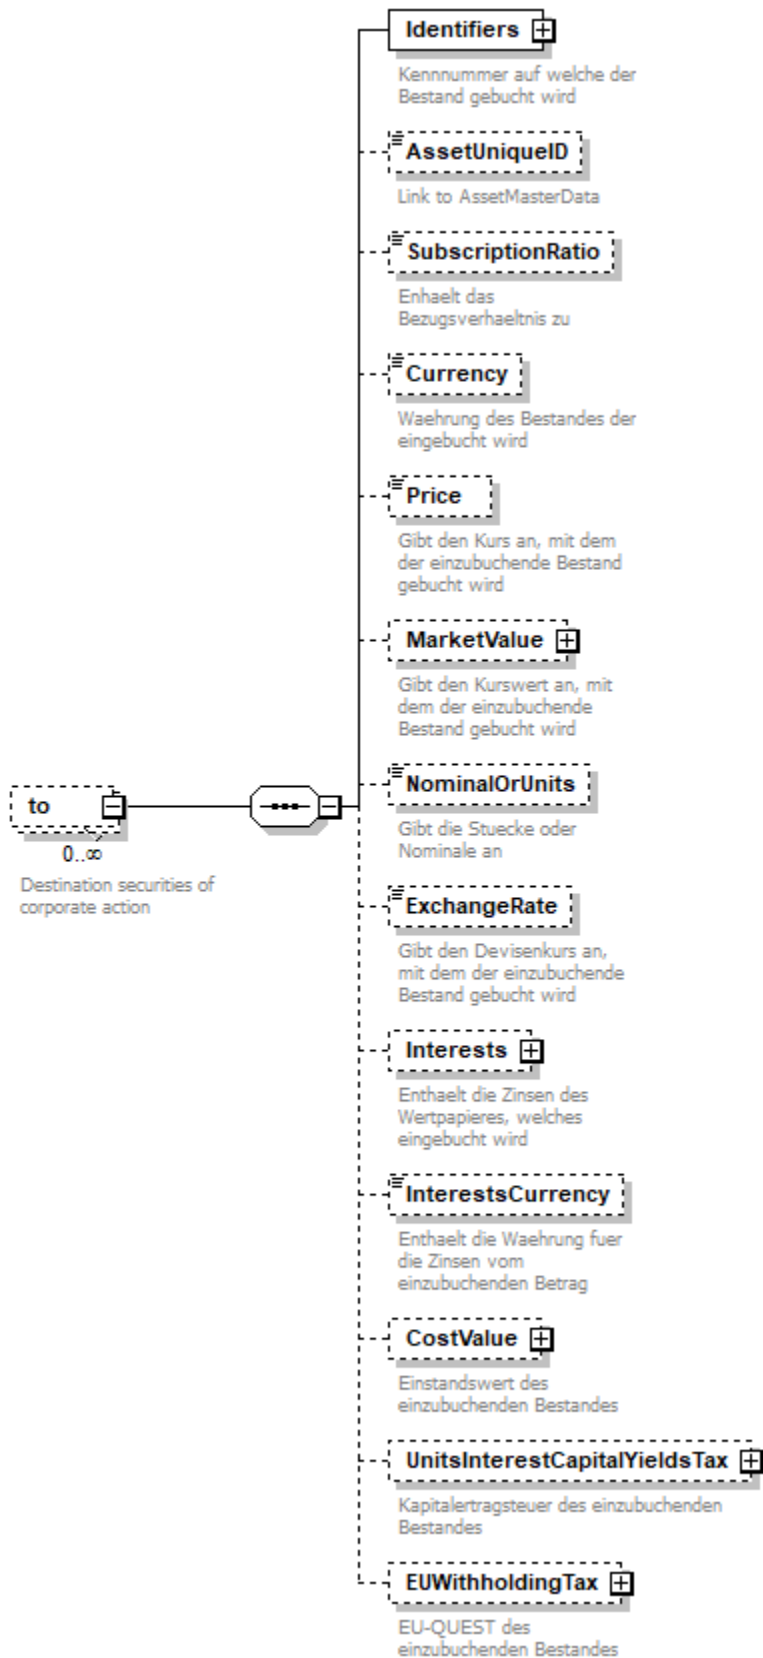 Identifiers
Kennnummer auf welche der
Bestand gebucht wird
AssetUniqueID
Link to AssetMasterData
SubscriptionRatio
Enhaelt das
Bezugsverhaeltnis zu
Currency
Waehrung des Bestandes der
eingebucht wird
Price
Gibt den Kurs an, mit dem
der einzubuchende Bestand
gebucht wird
MarketValue
Gibt den Kurswert an, mit
dem der einzubuchende
Bestand gebucht wird
to
0..∞
Destination securities of
corporate action
NominalOrUnits
Gibt die Stuecke oder
Nominale an
ExchangeRate
Gibt den Devisenkurs an,
mit dem der einzubuchende
Bestand gebucht wird
Interests
Enthaelt die Zinsen des
Wertpapieres, welches
eingebucht wird
InterestsCurrency
Enthaelt die Waehrung fuer
die Zinsen vom
einzubuchenden Betrag
CostValue
Einstandswert des
einzubuchenden Bestandes
UnitsInterestCapitalYieldsTax
Kapitalertragsteuer des einzubuchenden
Bestandes
EUWithholdingTax
EU-QUEST des
einzubuchenden Bestandes